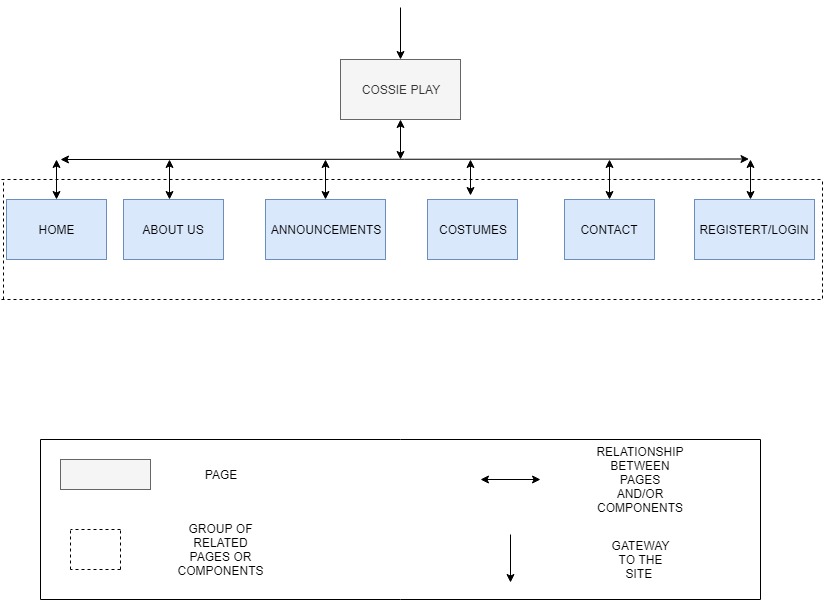 COSSIE PLAY
HOME
ABOUT US
ANNOUNCEMENTS
COSTUMES
CONTACT
REGISTERT/LOGIN
PAGE
RELATIONSHIP
BETWEEN
PAGES
AND/OR
COMPONENTS
GROUP OF
RELATED
PAGES OR
COMPONENTS
GATEWAY
TO THE
SITE